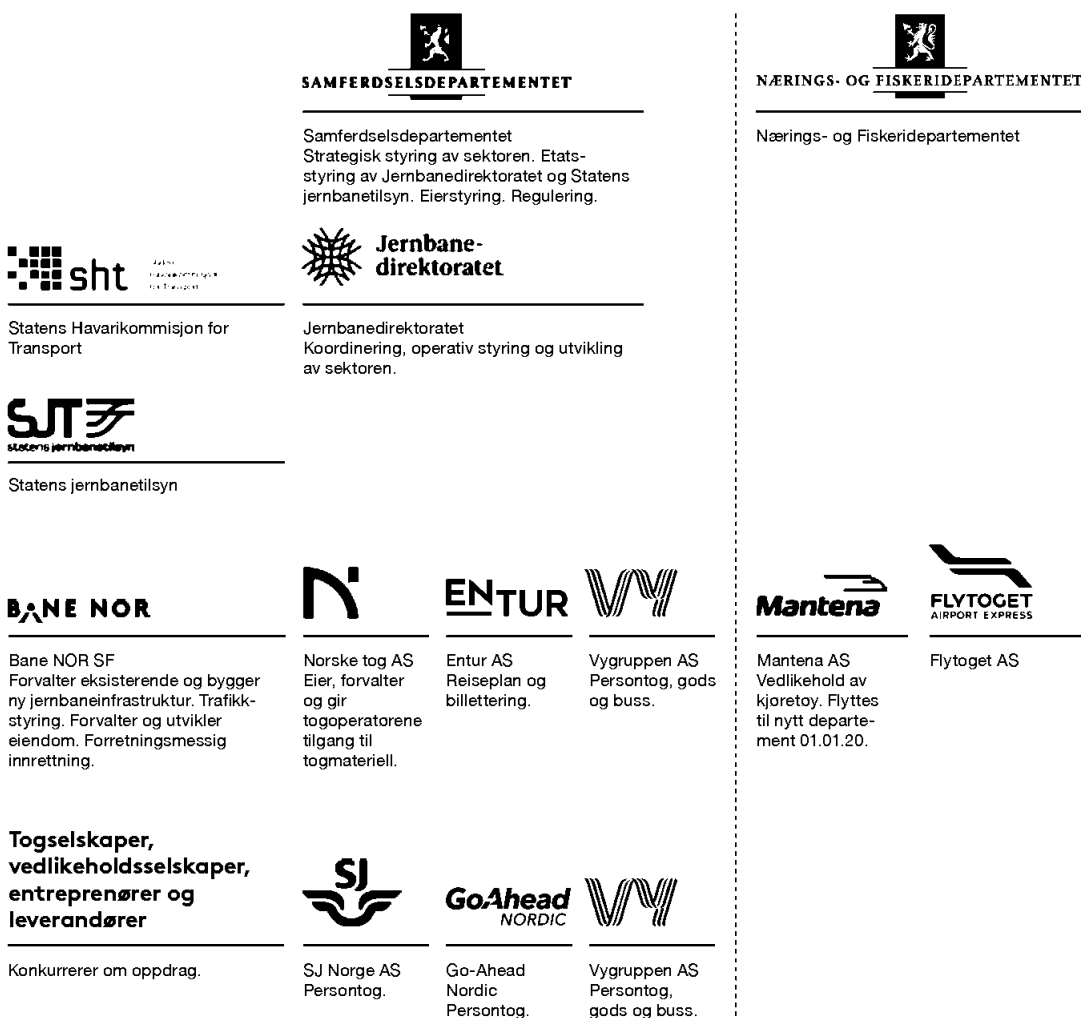 SAMFERDSELSDEPARTEMENTET
Samferdselsdepartementet
Strategisk styring av sektoren. Etats-
styring av Jernbanedirektoratet og Statens
jernbanetilsyn. Eierstyring. Regulering.
NÆRINGS- OG FISKERIDEPARTEMENTET
Nærings- og Fiskeridepartementet
sht
Statens Havarikommisjon for
Transport
Jernbane-
direktoratet
Jernbanedirektoratet
Koordinering, operativ styring og utvikling
av sektoren.
SJT
statens jernbanetilsyn
Statens jernbanetilsyn
BANE NOR
Bane NOR SF
Forvalter eksisterende og bygger
ny jernbaneinfrastruktur. Trafikk-
styring. Forvalter og utvikler
eiendom. Forretningsmessig
innrettning.
Norske tog AS
Eier, forvalter
og gir
togoperatørene
tilgang til
togmateriell.
ENTUR
Entur AS
Reiseplan og
billettering.
VY
Vygruppen AS
Persontog, gods
og buss.
Mantena
Mantena AS
Vedlikehold av
kjøretøy. Flyttes
til nytt departe-
ment 01.01.20.
FLYTOGET
AIRPORT EXPRESS
Flytoget AS
Togselskaper,
vedlikeholdsselskaper,
entreprenører og
leverandører
Konkurrerer om oppdrag.
SJ
SJ Norge AS
Persontog.
GoAhead
NORDIC
Go-Ahead
Nordic
Persontog.
VY
Vygruppen AS
Persontog,
gods og buss.